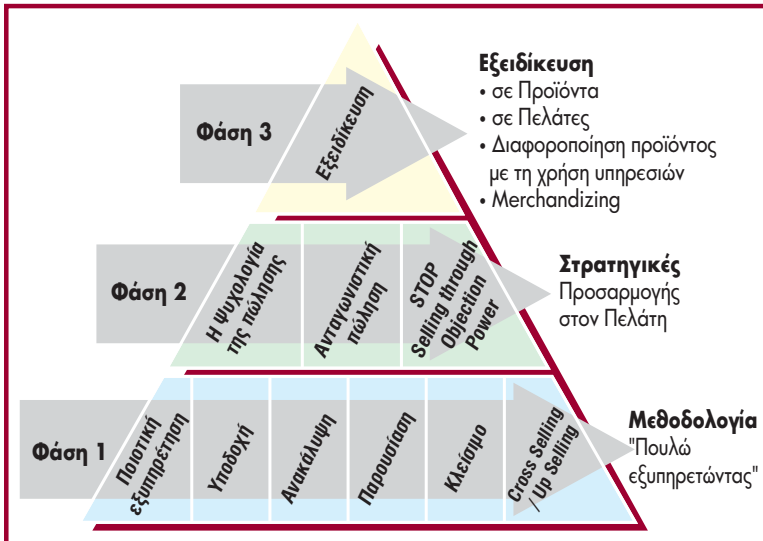 Φάση 3
Εξειδίκευση
Εξειδίκευση
• σε Προϊόντα
• σε Πελάτες
• Διαφοροποίηση προϊόντος
με τη χρήση υπηρεσιών
• Merchandizing
Φάση 2
Η Ψυχολογία
της πώλησης
Ανταγωνιστική
πώληση
STOP
Selling through
Objection
Power
Στρατηγικές
Προσαρμογής
στον Πελάτη
Φάση 1
Ποιοτική
εξυπηρέτηση
Υποδοχή
Ανακάλυψη
Παρουσίαση
Κλείσιμο
Cross Selling
/ Up Selling
Μεθοδολογία
"Πουλώ
εξυπηρετώντας"